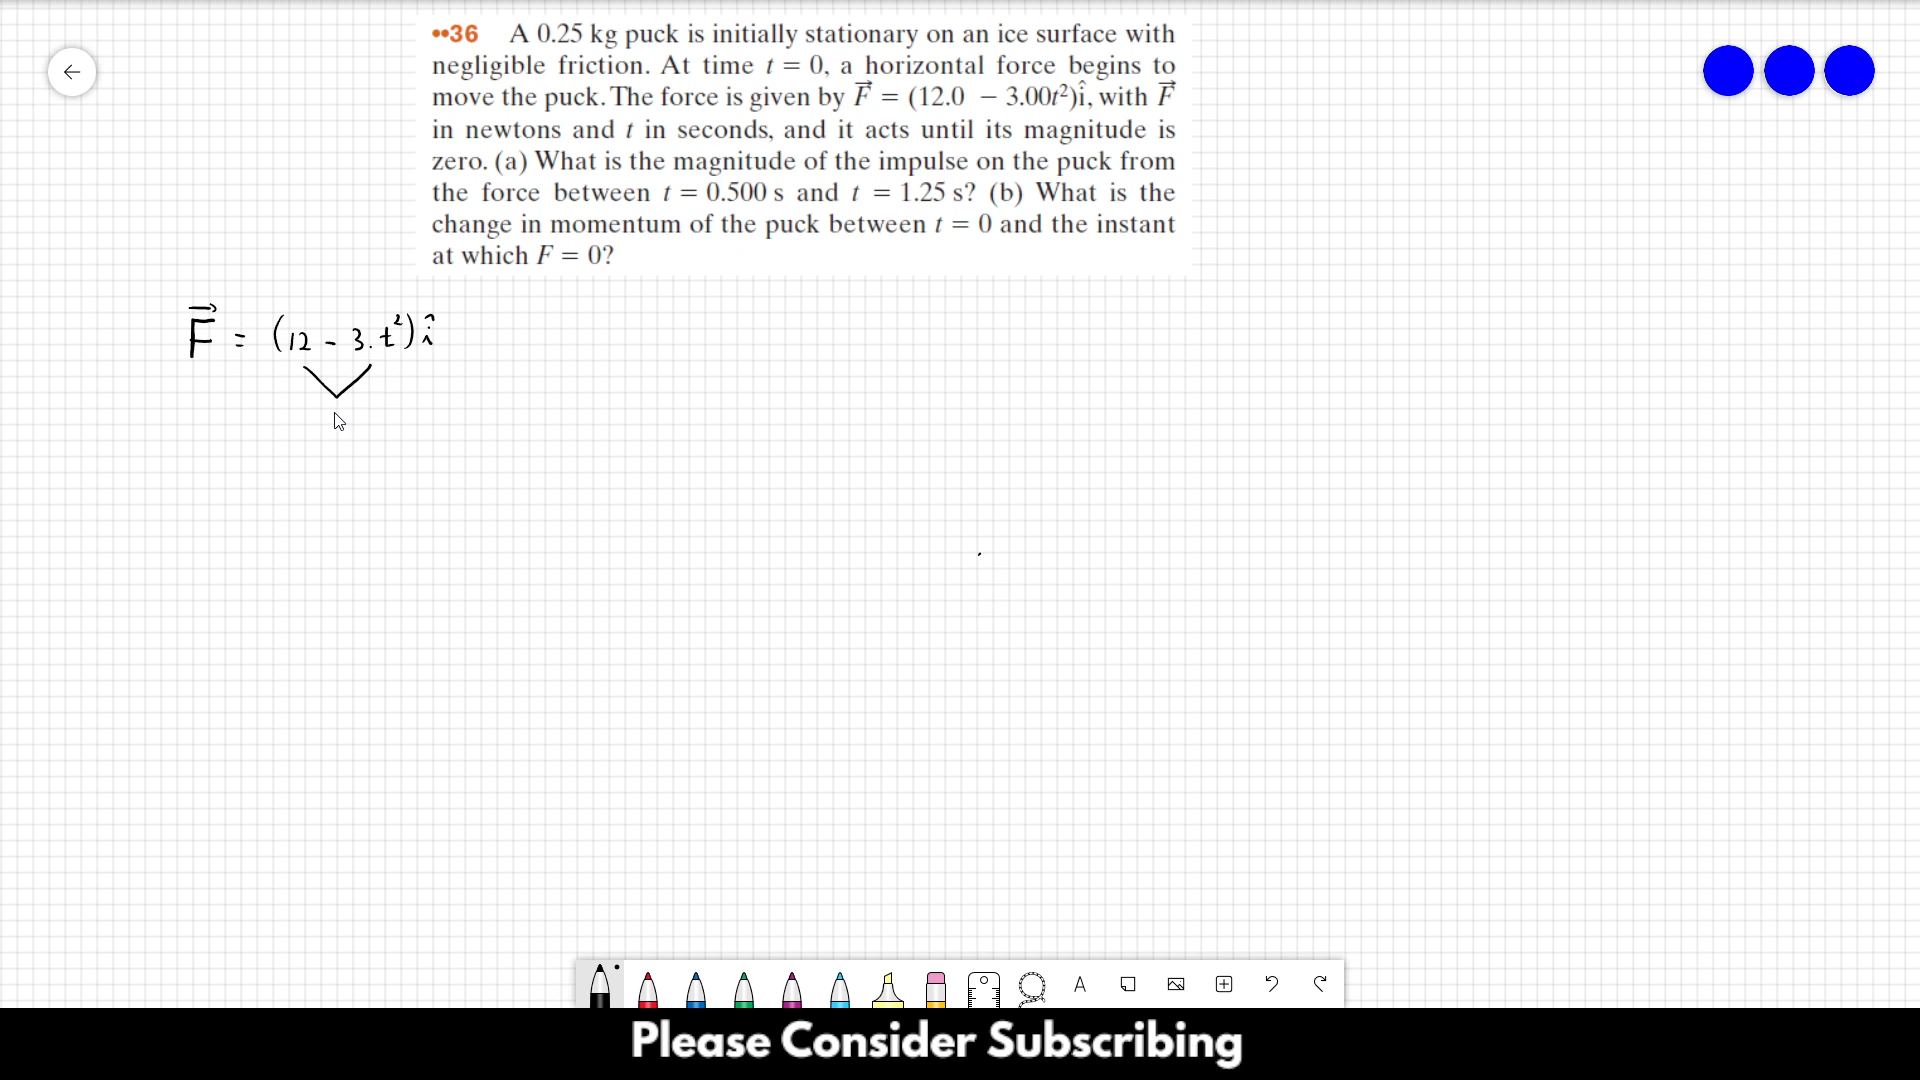 ••36 A 0.25 kg puck is initially stationary on an ice surface with
negligible friction. At time t = 0, a horizontal force begins to
move the puck. The force is given by F⃗ = (12.0 − 3.00t²)î, with F⃗
in newtons and t in seconds, and it acts until its magnitude is
zero. (a) What is the magnitude of the impulse on the puck from
the force between t = 0.500 s and t = 1.25 s? (b) What is the
change in momentum of the puck between t = 0 and the instant
at which F = 0?
F⃗ = (12 - 3.t²)î
A
Please Consider Subscribing